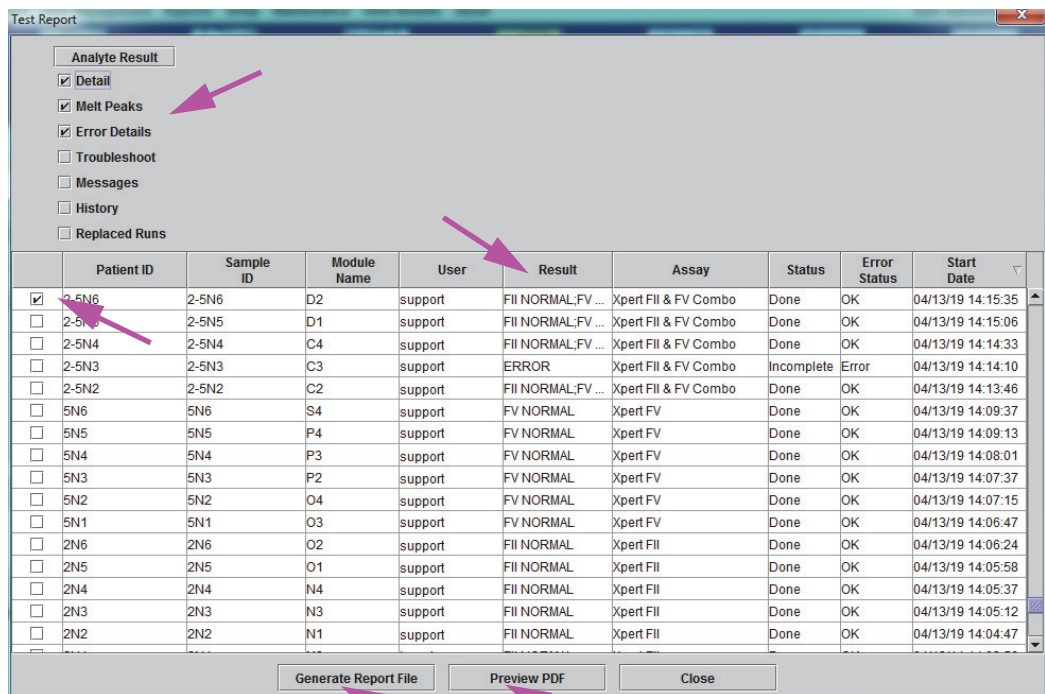 Test Report
Analyte Result
Detail
Melt Peaks
Error Details
Troubleshoot
Messages
History
Replaced Runs
Patient ID Sample ID Module Name User Result Assay Status Error Status Start Date
2-5N6 2-5N6 D2 support FII NORMAL;FV ... Xpert FII & FV Combo Done OK 04/13/19 14:15:35
2-5N5 2-5N5 D1 support FII NORMAL;FV ... Xpert FII & FV Combo Done OK 04/13/19 14:15:06
2-5N4 2-5N4 C4 support FII NORMAL;FV ... Xpert FII & FV Combo Done OK 04/13/19 14:14:33
2-5N3 2-5N3 C3 support ERROR Xpert FII & FV Combo Incomplete Error 04/13/19 14:14:10
2-5N2 2-5N2 C2 support FII NORMAL;FV ... Xpert FII & FV Combo Done OK 04/13/19 14:13:46
5N6 5N6 S4 support FV NORMAL Xpert FV Done OK 04/13/19 14:09:37
5N5 5N5 P4 support FV NORMAL Xpert FV Done OK 04/13/19 14:09:13
5N4 5N4 P3 support FV NORMAL Xpert FV Done OK 04/13/19 14:08:01
5N3 5N3 P2 support FV NORMAL Xpert FV Done OK 04/13/19 14:07:37
5N2 5N2 O4 support FV NORMAL Xpert FV Done OK 04/13/19 14:07:15
5N1 5N1 O3 support FV NORMAL Xpert FV Done OK 04/13/19 14:06:47
2N6 2N6 O2 support FII NORMAL Xpert FII Done OK 04/13/19 14:06:24
2N5 2N5 O1 support FII NORMAL Xpert FII Done OK 04/13/19 14:05:58
2N4 2N4 N4 support FII NORMAL Xpert FII Done OK 04/13/19 14:05:37
2N3 2N3 N3 support FII NORMAL Xpert FII Done OK 04/13/19 14:05:12
2N2 2N2 N1 support FII NORMAL Xpert FII Done OK 04/13/19 14:04:47
Generate Report File Preview PDF Close